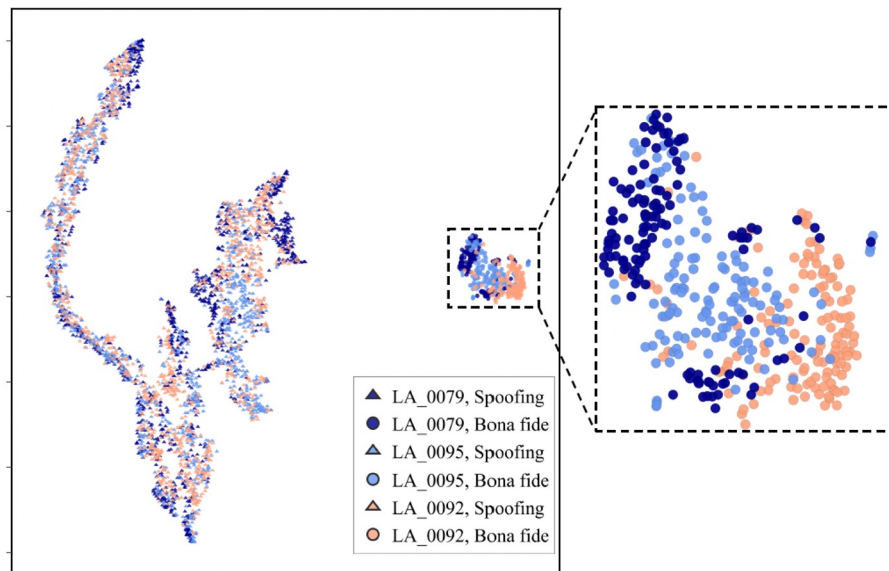 LA_0079, Spoofing
LA_0079, Bona fide
LA_0095, Spoofing
LA_0095, Bona fide
LA_0092, Spoofing
LA_0092, Bona fide